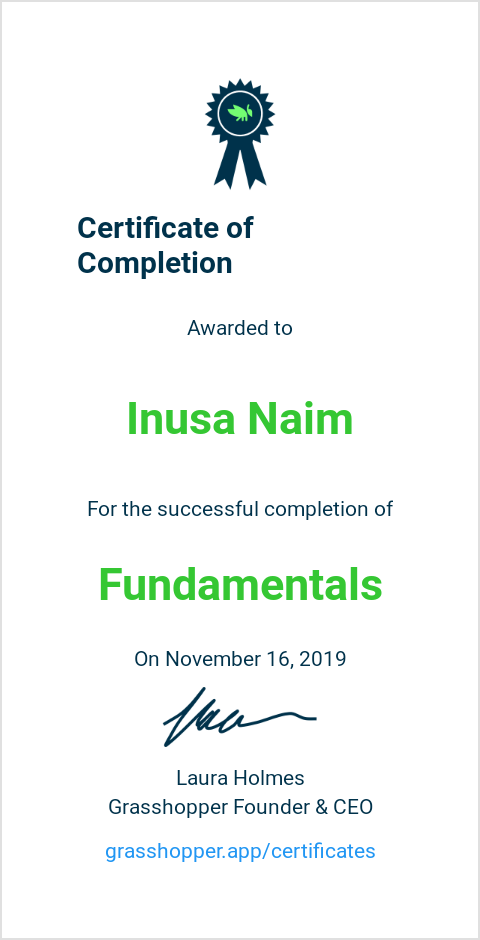 Certificate of
Completion
Awarded to
Inusa Naim
For the successful completion of
Fundamentals
On November 16, 2019
Laura Holmes
Grasshopper Founder & CEO
grasshopper.app/certificates